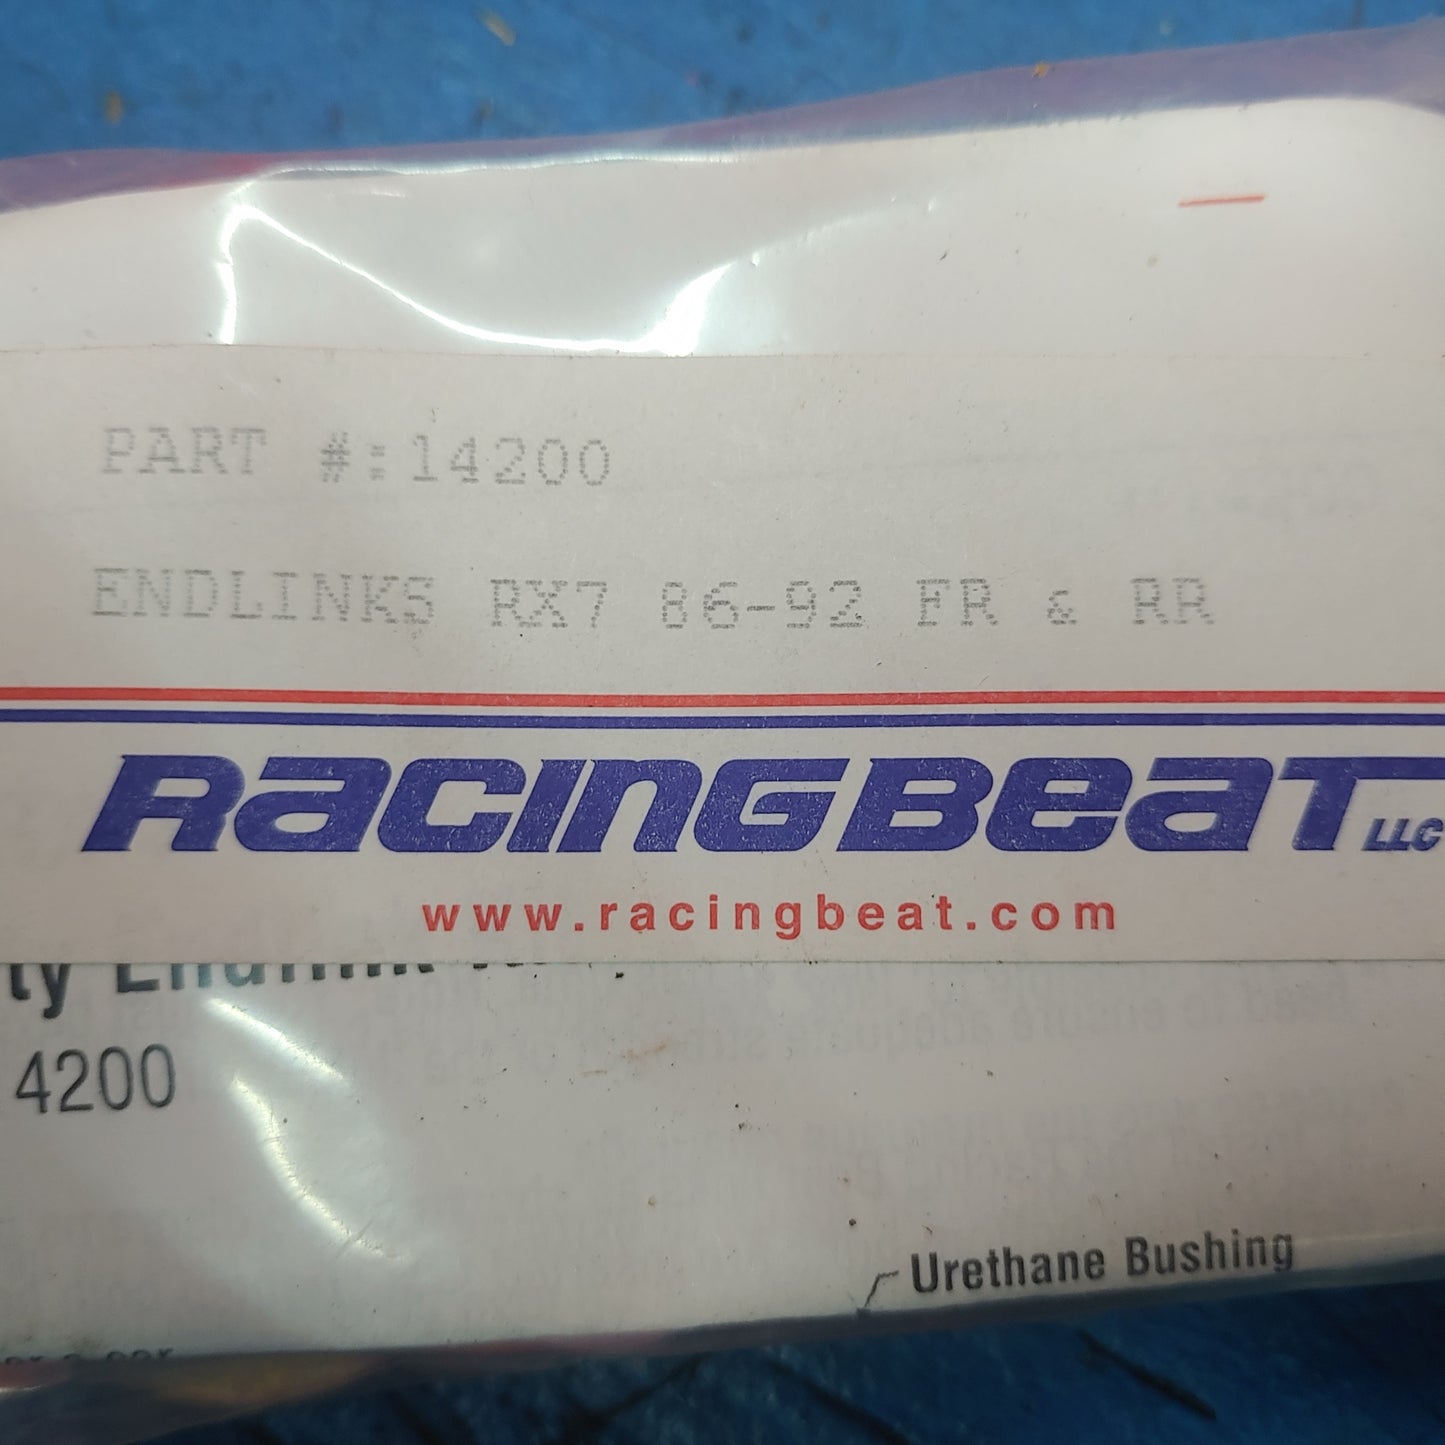 PART #:14200
ENDLINKS RX7 86-92 FR & RR
RACINGBEAT LLC
www.racingbeat.com
4200
Urethane Bushing